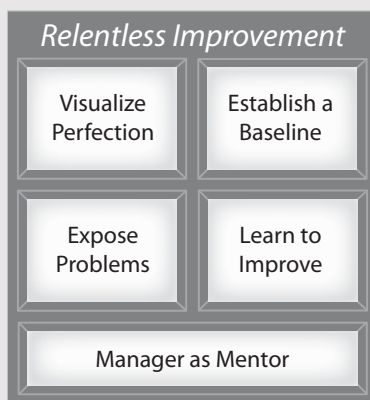 Relentless Improvement
Visualize
Perfection
Establish a
Baseline
Expose
Problems
Learn to
Improve
Manager as Mentor